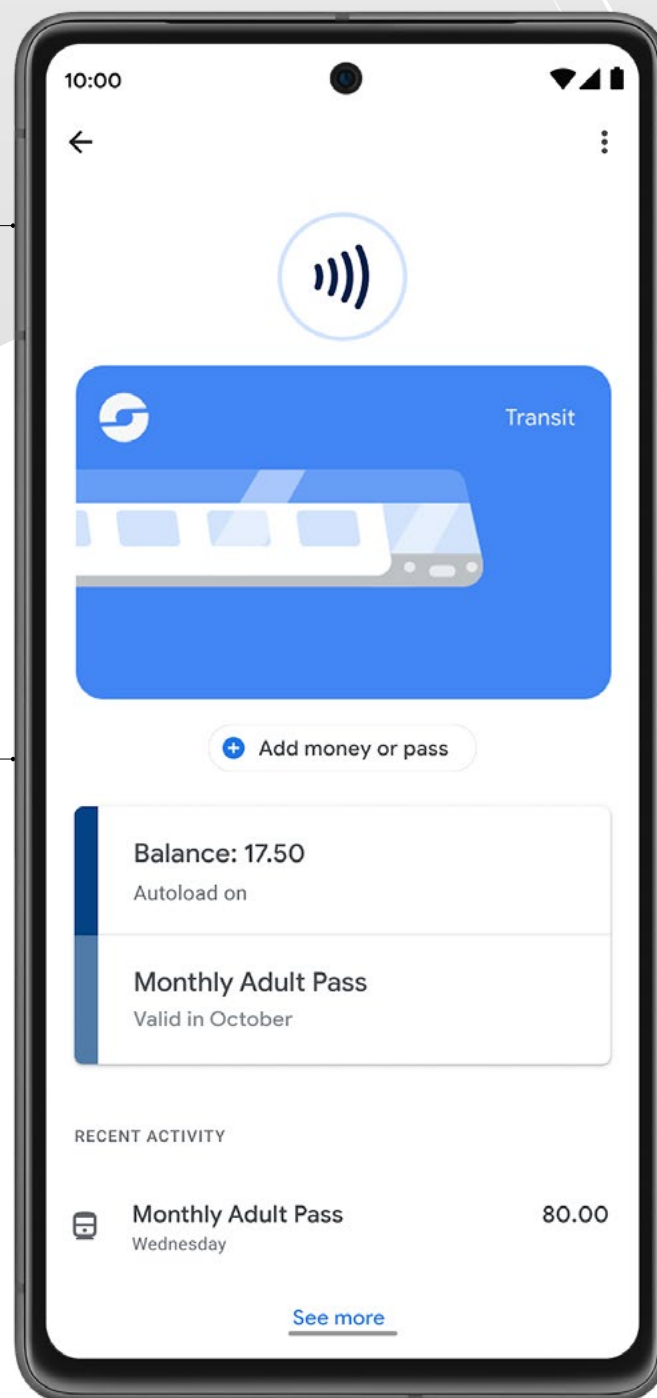 10:00
Transit
Add money or pass
Balance: 17.50
Autoload on
Monthly Adult Pass
Valid in October
RECENT ACTIVITY
Monthly Adult Pass 80.00
Wednesday
See more